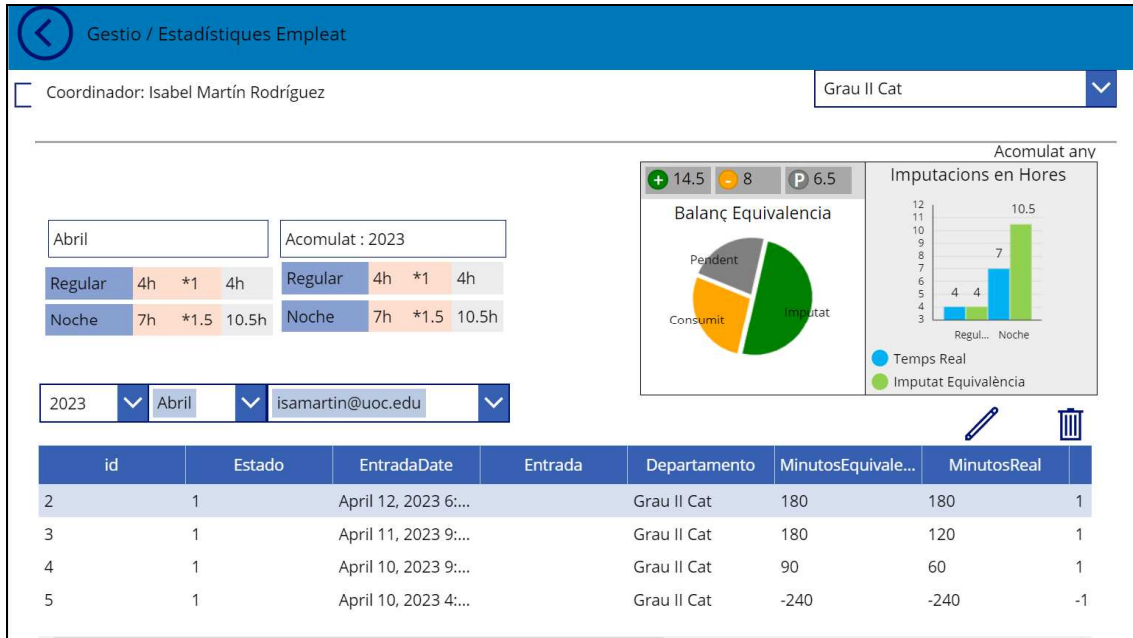 Gestio / Estadístiques Empleat
Coordinador: Isabel Martín Rodríguez
Grau II Cat
Acomulat any
+ 14.5 - 8 P 6.5
Balanç Equivalencia
Pendent
Consumit
Imputat
Imputacions en Hores
12
11
10
9
8
7
6
5
4
3
4 4 7 10.5
Regul... Noche
Temps Real
Imputat Equivalència
Abril
Regular 4h *1 4h
Noche 7h *1.5 10.5h
Acomulat : 2023
Regular 4h *1 4h
Noche 7h *1.5 10.5h
2023 Abril isamartin@uoc.edu
id Estado EntradaDate Entrada Departamento MinutosEquivale... MinutosReal
2 1 April 12, 2023 6:... Grau II Cat 180 180 1
3 1 April 11, 2023 9:... Grau II Cat 180 120 1
4 1 April 10, 2023 9:... Grau II Cat 90 60 1
5 1 April 10, 2023 4:... Grau II Cat -240 -240 -1